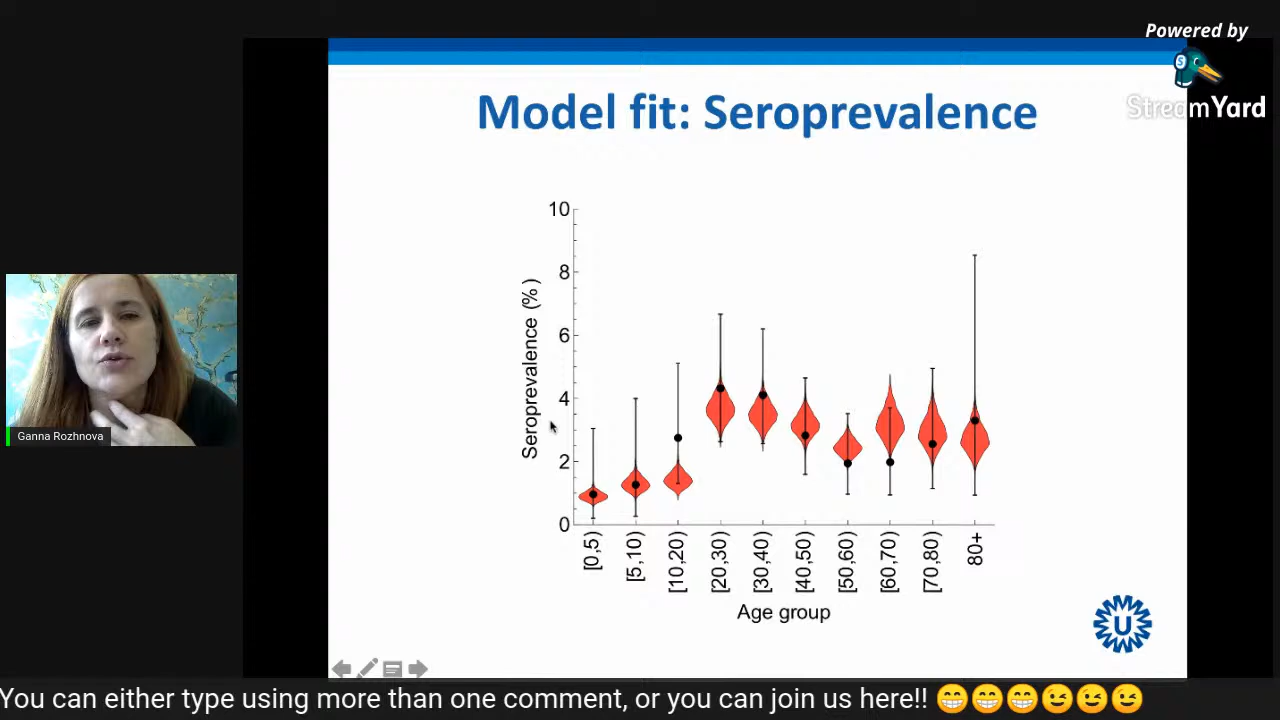 Powered by
StreamYard
Model fit: Seroprevalence
10
8
6
4
2
0
Seroprevalence (%)
[0,5)
[5,10)
[10,20)
[20,30)
[30,40)
[40,50)
[50,60)
[60,70)
[70,80)
80+
Age group
U
Ganna Rozhnova
You can either type using more than one comment, or you can join us here!! 😁😁😁😉😉😉